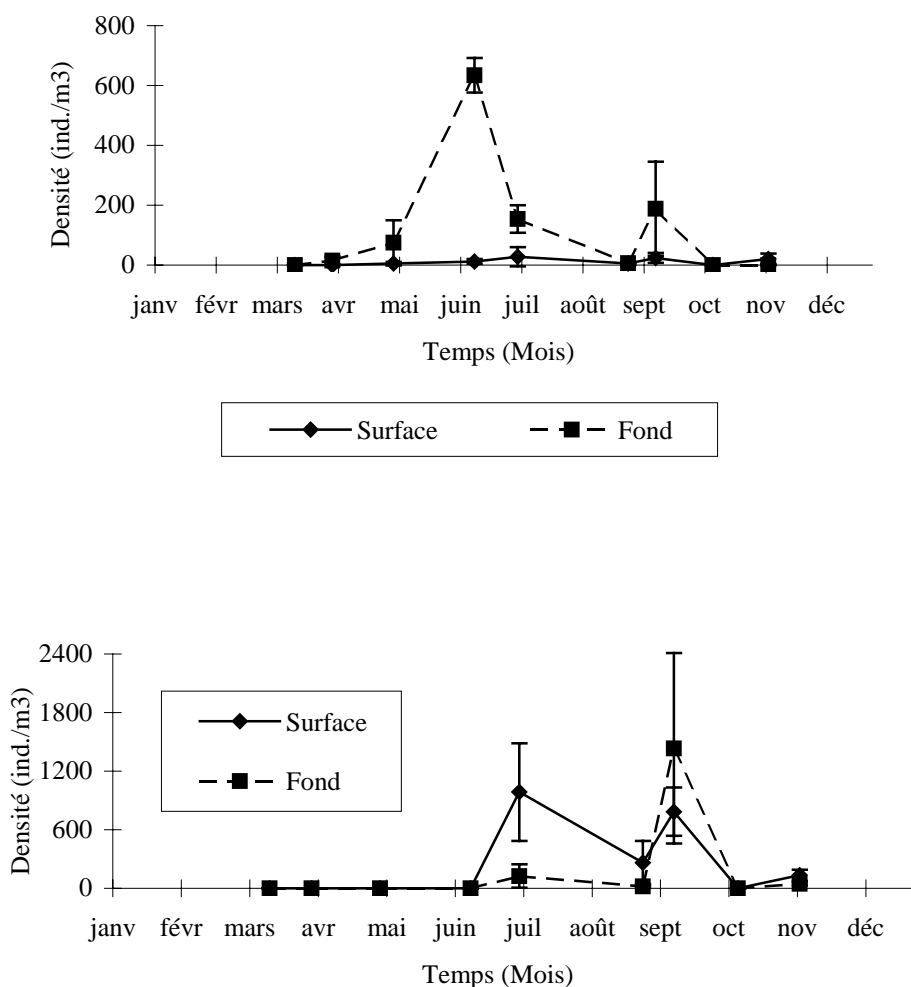 800
600
400
200
0
Densité (ind./m3)
janv févr mars avr mai juin juil août sept oct nov déc
Temps (Mois)
Surface Fond
2400
1800
1200
600
0
Densité (ind./m3)
Surface
Fond
janv févr mars avr mai juin juil août sept oct nov déc
Temps (Mois)